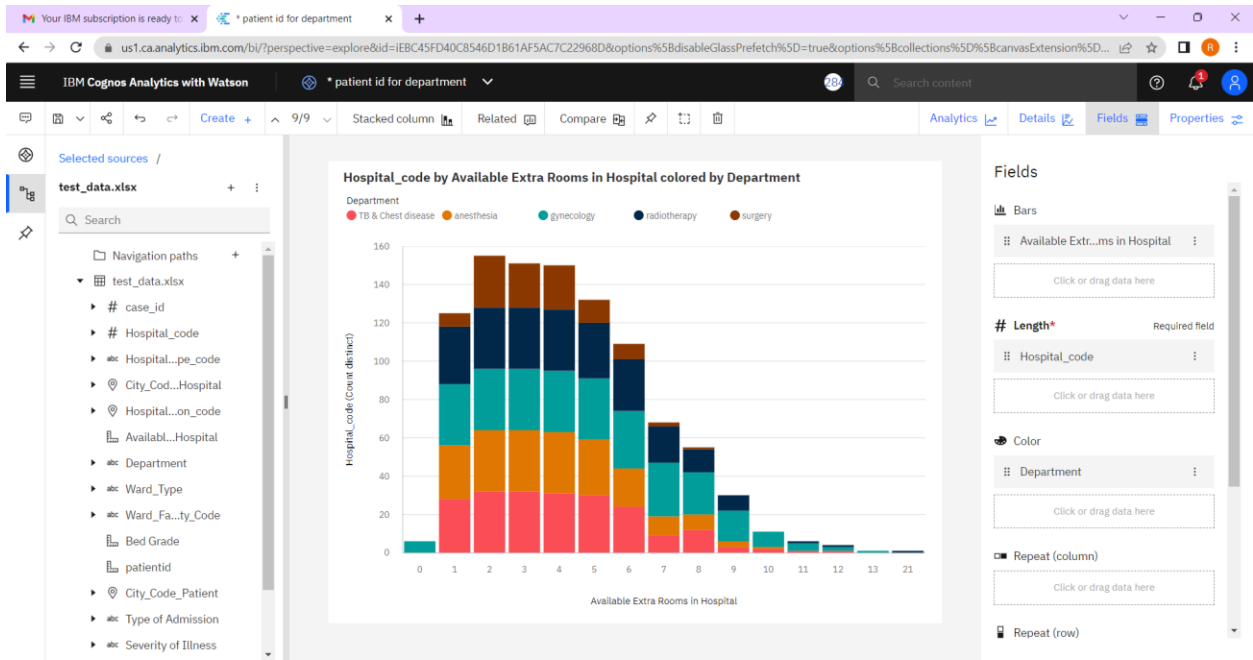 Your IBM subscription is ready to
* patient id for department
us1.ca.analytics.ibm.com/bi/?perspective=explore&id=iEBC45FD40C8546D1B61AF5AC7C22968D&options%5BdisableGlassPrefetch%5D=true&options%5Bcollections%5D%5BcanvasExtension%5D...
R
IBM Cognos Analytics with Watson
* patient id for department
284
Search content
1
Create +
9/9
Stacked column
Related
Compare
Analytics
Details
Fields
Properties
Selected sources /
test_data.xlsx
Search
Navigation paths
test_data.xlsx
# case_id
# Hospital_code
abc Hospital...pe_code
City_Cod...Hospital
Hospital...on_code
Availabl...Hospital
abc Department
abc Ward_Type
abc Ward_Fa...ty_Code
Bed Grade
patientid
City_Code_Patient
abc Type of Admission
abc Severity of Illness
Hospital_code by Available Extra Rooms in Hospital colored by Department
Department
TB & Chest disease anesthesia gynecology radiotherapy surgery
Hospital_code (Count distinct)
160
140
120
100
80
60
40
20
0
0 1 2 3 4 5 6 7 8 9 10 11 12 13 21
Available Extra Rooms in Hospital
Fields
Bars
Available Extr...ms in Hospital
Click or drag data here
# Length* Required field
Hospital_code
Click or drag data here
Color
Department
Click or drag data here
Repeat (column)
Click or drag data here
Repeat (row)